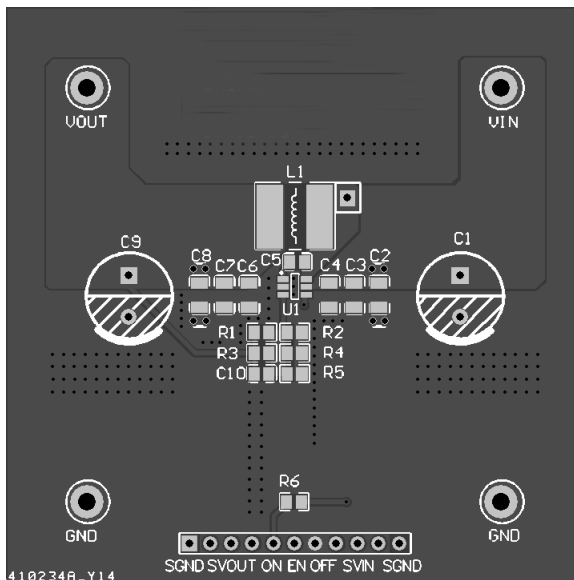 VOUT VIN
L1
C9 C8 C7 C6 C5 C4 C3 C2 C1
U1
R1 R2
R3 R4
C10 R5
R6
GND GND
SGND SVOUT ON EN OFF SVIN SGND
410234A_Y14